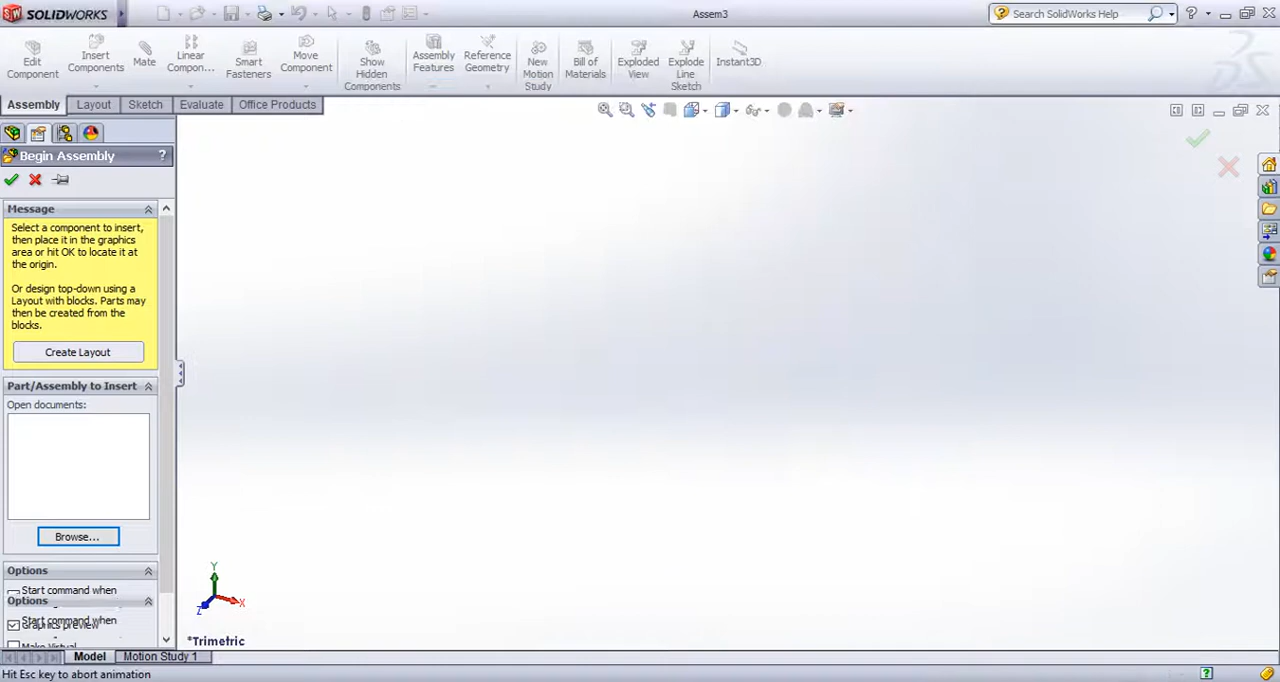 SOLIDWORKS
Assem3
Search SolidWorks Help
Edit Component
Insert Components
Mate
Linear Compon...
Smart Fasteners
Move Component
Show Hidden Components
Assembly Features
Reference Geometry
New Motion Study
Bill of Materials
Exploded View
Explode Line Sketch
Instant3D
Assembly
Layout
Sketch
Evaluate
Office Products
Begin Assembly
?
Message
Select a component to insert,
then place it in the graphics
area or hit OK to locate it at
the origin.
Or design top-down using a
Layout with blocks. Parts may
then be created from the
blocks.
Create Layout
Part/Assembly to Insert
Open documents:
Browse...
Options
Start command when
Options
Start command when
Graphics preview
Make Virtual
Y
X
Z
*Trimetric
Model
Motion Study 1
Hit Esc key to abort animation